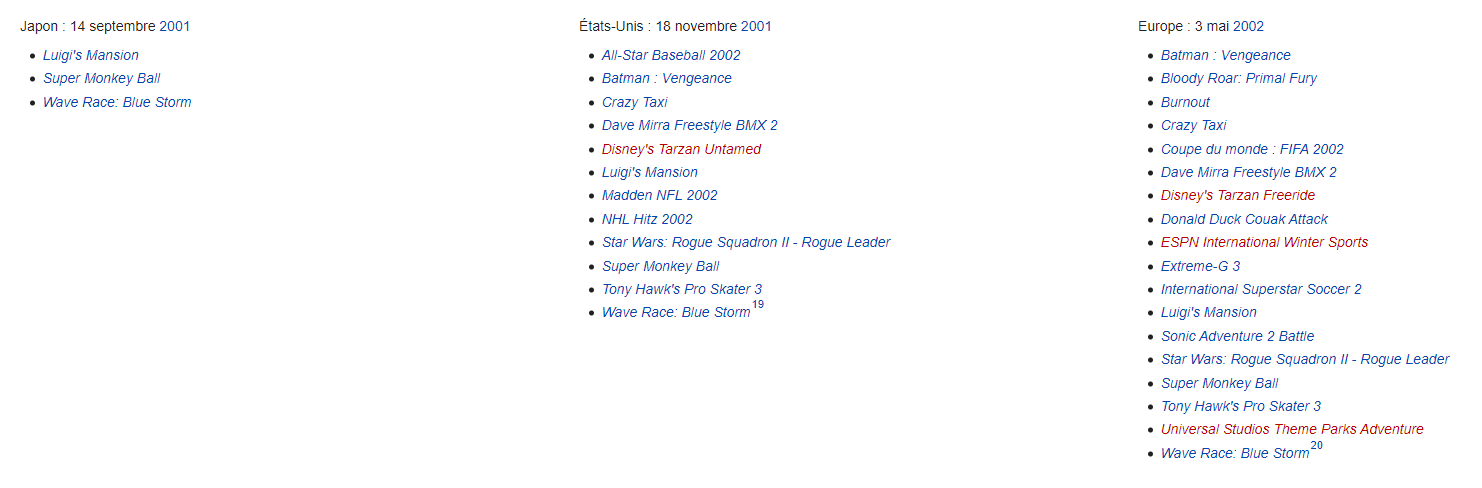 Japon : 14 septembre 2001
Luigi's Mansion
Super Monkey Ball
Wave Race: Blue Storm
États-Unis : 18 novembre 2001
All-Star Baseball 2002
Batman : Vengeance
Crazy Taxi
Dave Mirra Freestyle BMX 2
Disney's Tarzan Untamed
Luigi's Mansion
Madden NFL 2002
NHL Hitz 2002
Star Wars: Rogue Squadron II - Rogue Leader
Super Monkey Ball
Tony Hawk's Pro Skater 3
Wave Race: Blue Storm19
Europe : 3 mai 2002
Batman : Vengeance
Bloody Roar: Primal Fury
Burnout
Crazy Taxi
Coupe du monde : FIFA 2002
Dave Mirra Freestyle BMX 2
Disney's Tarzan Freeride
Donald Duck Couak Attack
ESPN International Winter Sports
Extreme-G 3
International Superstar Soccer 2
Luigi's Mansion
Sonic Adventure 2 Battle
Star Wars: Rogue Squadron II - Rogue Leader
Super Monkey Ball
Tony Hawk's Pro Skater 3
Universal Studios Theme Parks Adventure
Wave Race: Blue Storm20